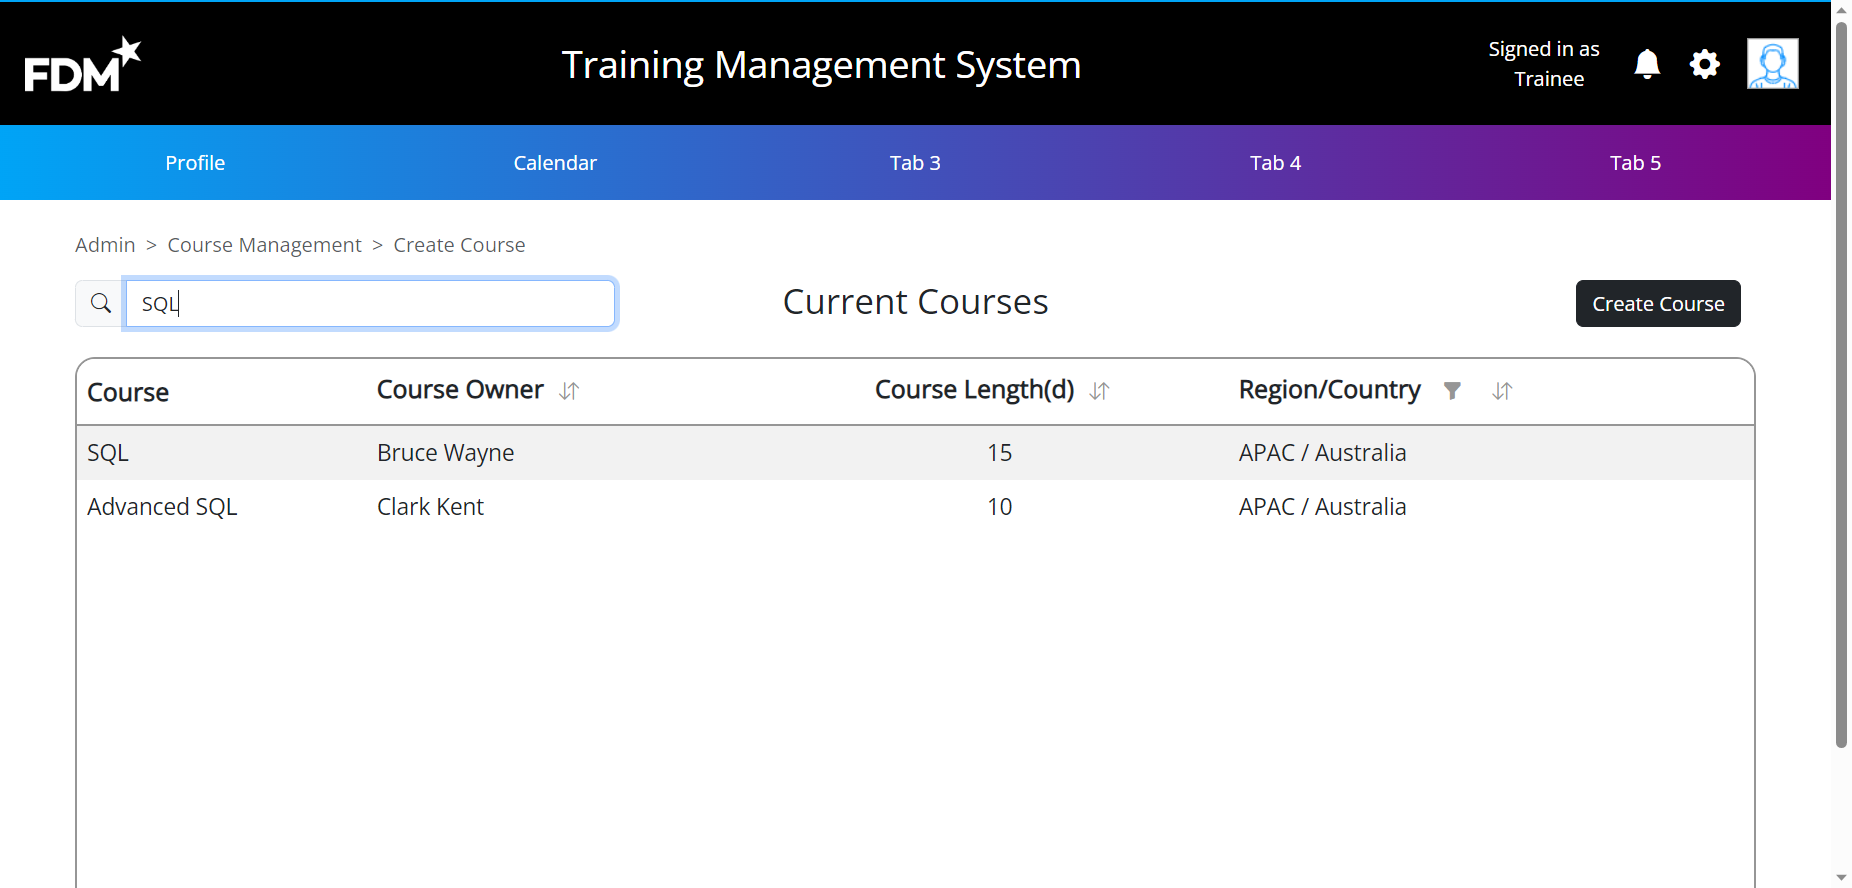 FDM
Training Management System
Signed in as
Trainee
Profile Calendar Tab 3 Tab 4 Tab 5
Admin > Course Management > Create Course
SQL
Current Courses
Create Course
Course Course Owner Course Length(d) Region/Country
SQL Bruce Wayne 15 APAC / Australia
Advanced SQL Clark Kent 10 APAC / Australia